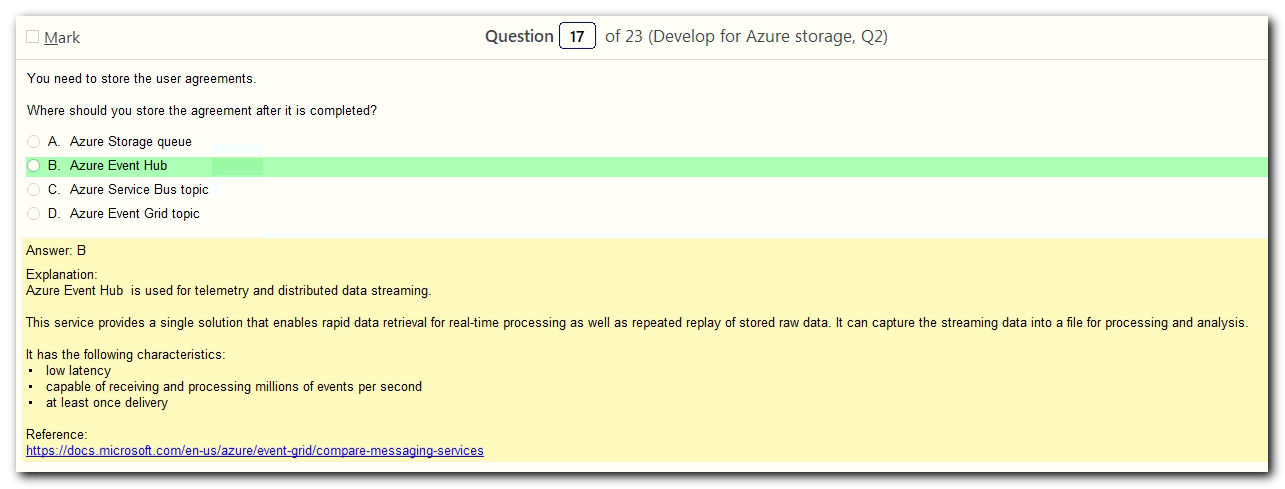 Mark
Question 17 of 23 (Develop for Azure storage, Q2)
You need to store the user agreements.
Where should you store the agreement after it is completed?
A. Azure Storage queue
B. Azure Event Hub
C. Azure Service Bus topic
D. Azure Event Grid topic
Answer: B
Explanation:
Azure Event Hub is used for telemetry and distributed data streaming.
This service provides a single solution that enables rapid data retrieval for real-time processing as well as repeated replay of stored raw data. It can capture the streaming data into a file for processing and analysis.
It has the following characteristics:
• low latency
• capable of receiving and processing millions of events per second
• at least once delivery
Reference:
https://docs.microsoft.com/en-us/azure/event-grid/compare-messaging-services